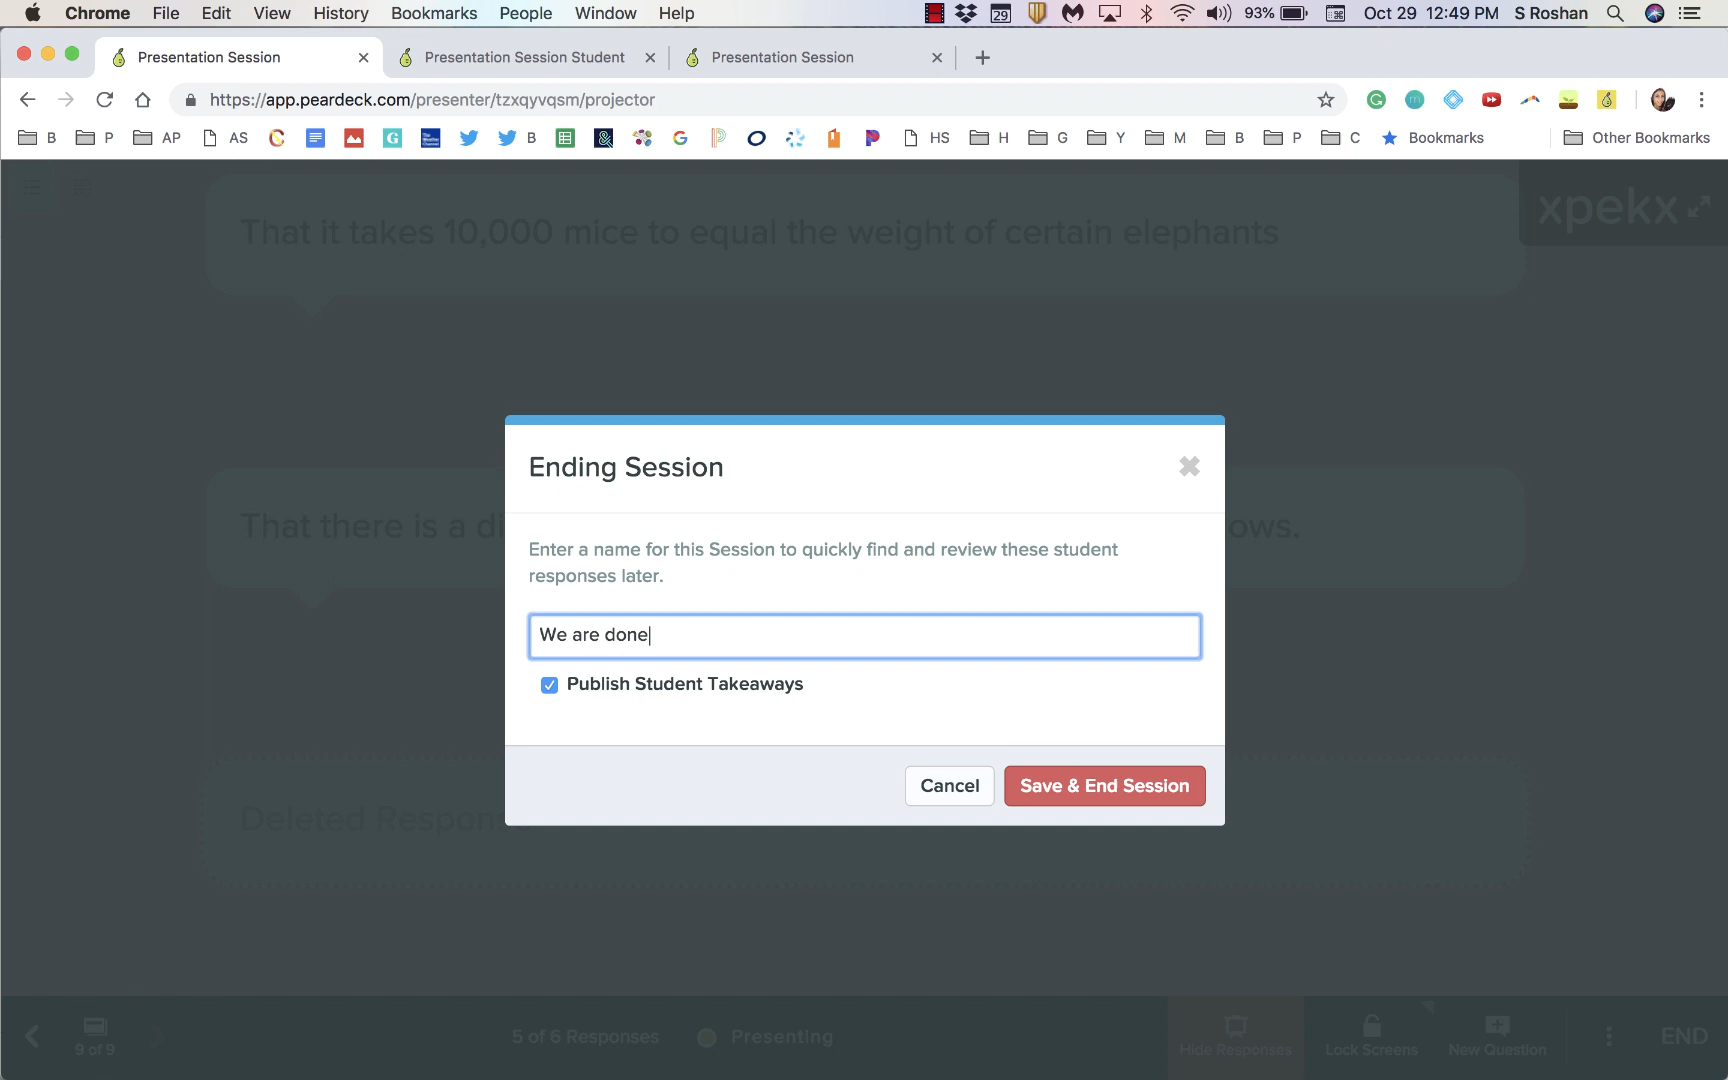 Chrome File Edit View History Bookmarks People Window Help 29 93% Oct 29 12:49 PM S Roshan
Presentation Session Presentation Session Student Presentation Session
https://app.peardeck.com/presenter/tzxqyvqsm/projector
B P AP AS B HS H G Y M B P C Bookmarks Other Bookmarks
xpekx
That it takes 10,000 mice to equal the weight of certain elephants
Ending Session
That there is a di ows.
Enter a name for this Session to quickly find and review these student
responses later.
We are done
Publish Student Takeaways
Cancel Save & End Session
Deleted Respons
9 of 9 5 of 6 Responses Presenting Hide Responses Lock Screens New Question END